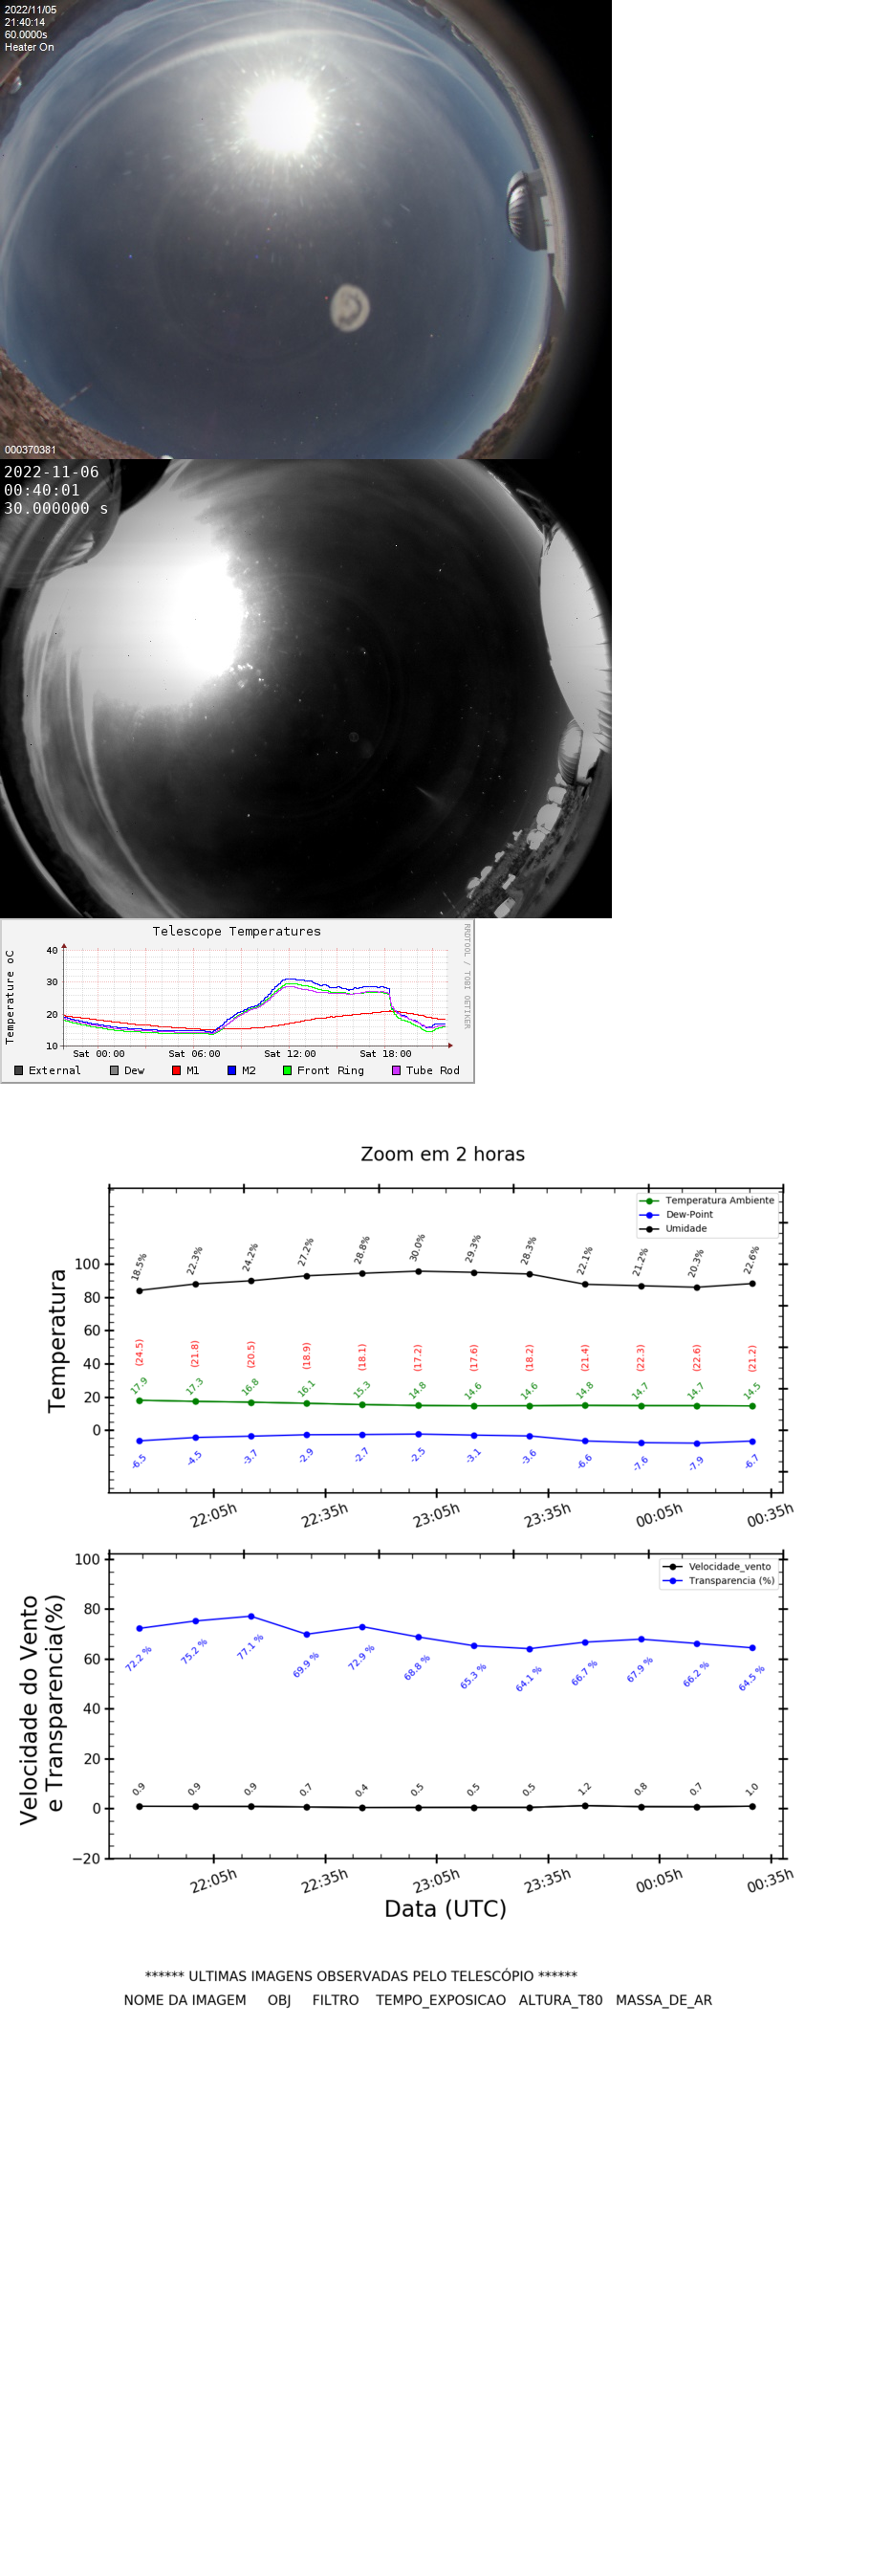 2022/11/05
21:40:14
60.0000s
Heater On
000370381
2022-11-06
00:40:01
30.000000 s
Telescope Temperatures
RRDTOOL / TOBI OETIKER
Temperature oC
40
30
20
10
Sat 00:00 Sat 06:00 Sat 12:00 Sat 18:00
External Dew M1 M2 Front Ring Tube Rod
Zoom em 2 horas
Temperatura Ambiente
Dew-Point
Umidade
Temperatura
100
80
60
40
20
0
18.5% 22.3% 24.2% 27.2% 28.8% 30.0% 29.3% 28.3% 22.1% 21.2% 20.3% 22.6%
(24.5) (21.8) (20.5) (18.9) (18.1) (17.2) (17.6) (18.2) (21.4) (22.3) (22.6) (21.2)
17.9 17.3 16.8 16.1 15.3 14.8 14.6 14.6 14.8 14.7 14.7 14.5
-6.5 -4.5 -3.7 -2.9 -2.7 -2.5 -3.1 -3.6 -6.6 -7.6 -7.9 -6.7
22:05h 22:35h 23:05h 23:35h 00:05h 00:35h
Velocidade_vento
Transparencia (%)
Velocidade do Vento
e Transparencia(%)
100
80
60
40
20
0
−20
72.2 % 75.2 % 77.1 % 69.9 % 72.9 % 68.8 % 65.3 % 64.1 % 66.7 % 67.9 % 66.2 % 64.5 %
0.9 0.9 0.9 0.7 0.4 0.5 0.5 0.5 1.2 0.8 0.7 1.0
22:05h 22:35h 23:05h 23:35h 00:05h 00:35h
Data (UTC)
****** ULTIMAS IMAGENS OBSERVADAS PELO TELESCÓPIO ******
NOME DA IMAGEM OBJ FILTRO TEMPO_EXPOSICAO ALTURA_T80 MASSA_DE_AR